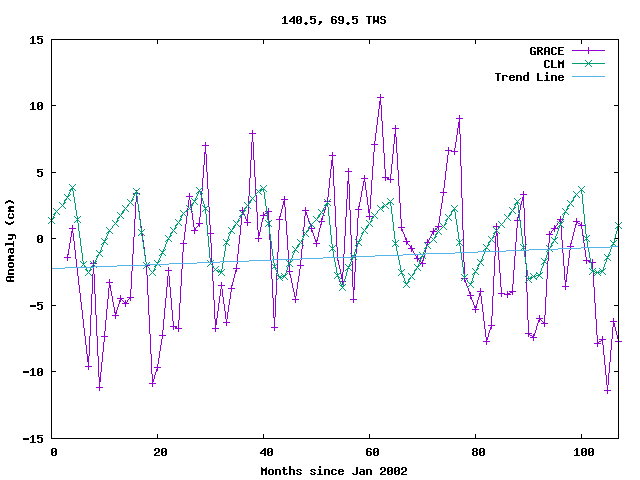 140.5, 69.5 TWS
GRACE
CLM
Trend Line
15
10
5
0
-5
-10
-15
Anomaly (cm)
0 20 40 60 80 100
Months since Jan 2002